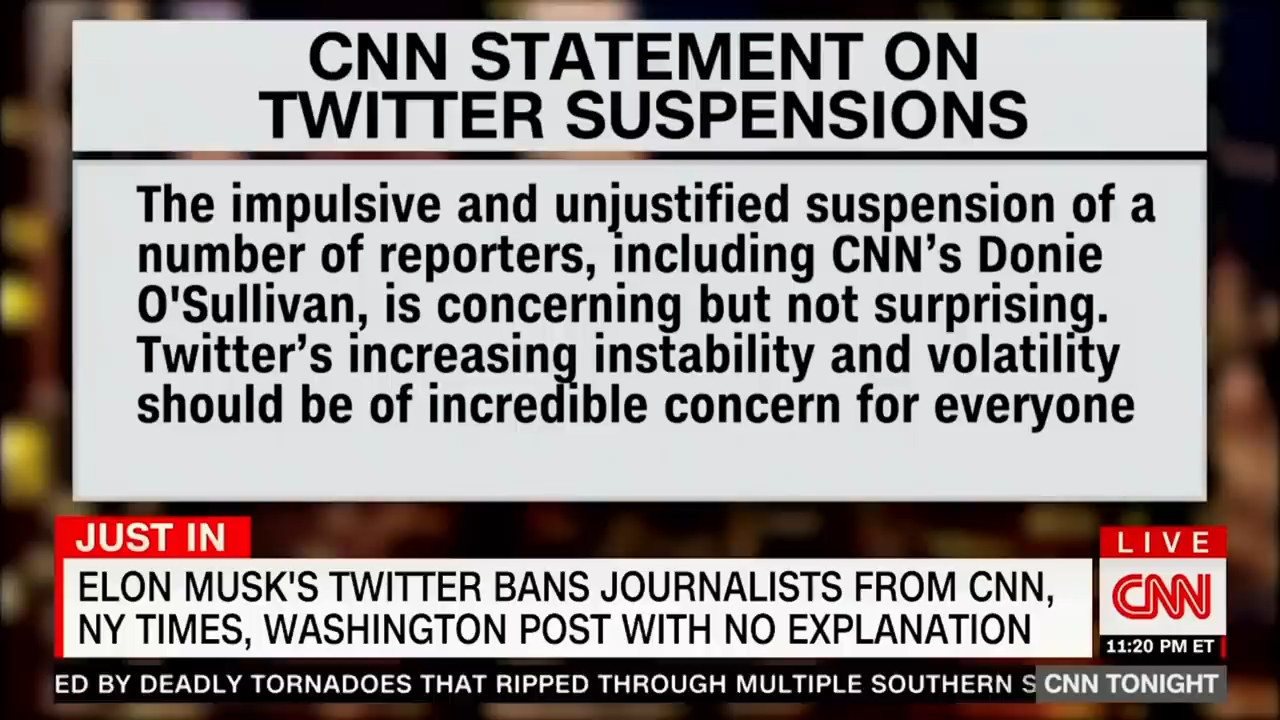 CNN STATEMENT ON
TWITTER SUSPENSIONS
The impulsive and unjustified suspension of a
number of reporters, including CNN’s Donie
O'Sullivan, is concerning but not surprising.
Twitter’s increasing instability and volatility
should be of incredible concern for everyone
JUST IN
ELON MUSK'S TWITTER BANS JOURNALISTS FROM CNN,
NY TIMES, WASHINGTON POST WITH NO EXPLANATION
LIVE
CNN
11:20 PM ET
ED BY DEADLY TORNADOES THAT RIPPED THROUGH MULTIPLE SOUTHERN S
CNN TONIGHT